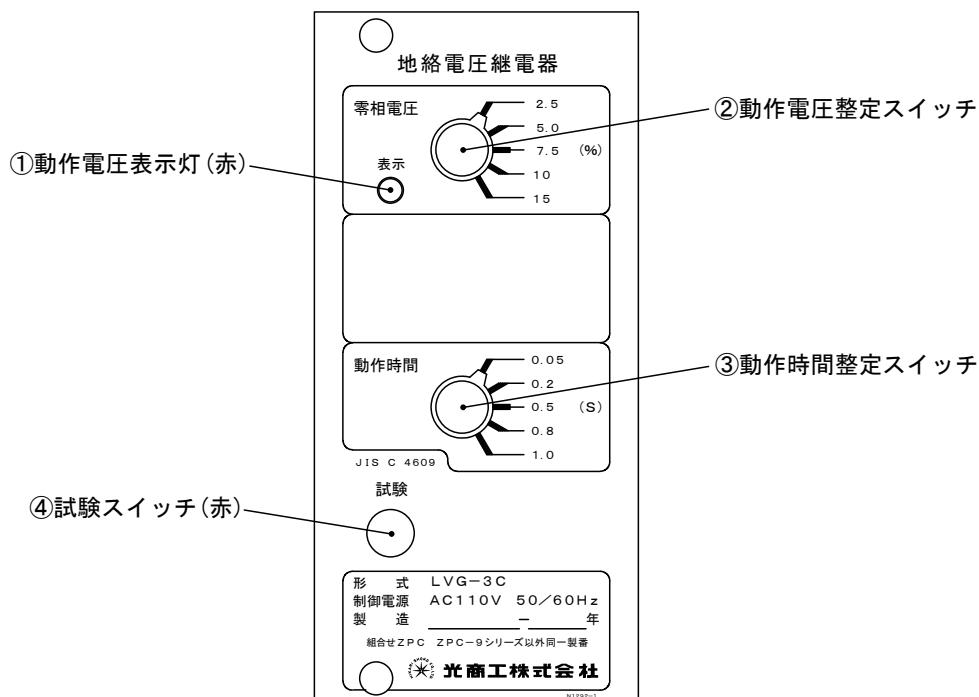 地絡電圧継電器
零相電圧
2.5
5.0
7.5 (%)
10
15
表示
①動作電圧表示灯(赤)
②動作電圧整定スイッチ
動作時間
0.05
0.2
0.5 (S)
0.8
1.0
③動作時間整定スイッチ
JIS C 4609
試験
④試験スイッチ(赤)
形 式 LVG-3C
制御電源 AC110V 50/60Hz
製 造 - 年
組合せZPC ZPC-9シリーズ以外同一製番
光商工株式会社
N1292-1